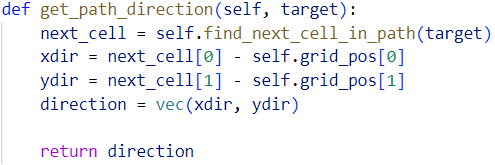 def get_path_direction(self, target):
    next_cell = self.find_next_cell_in_path(target)
    xdir = next_cell[0] - self.grid_pos[0]
    ydir = next_cell[1] - self.grid_pos[1]
    direction = vec(xdir, ydir)

    return direction